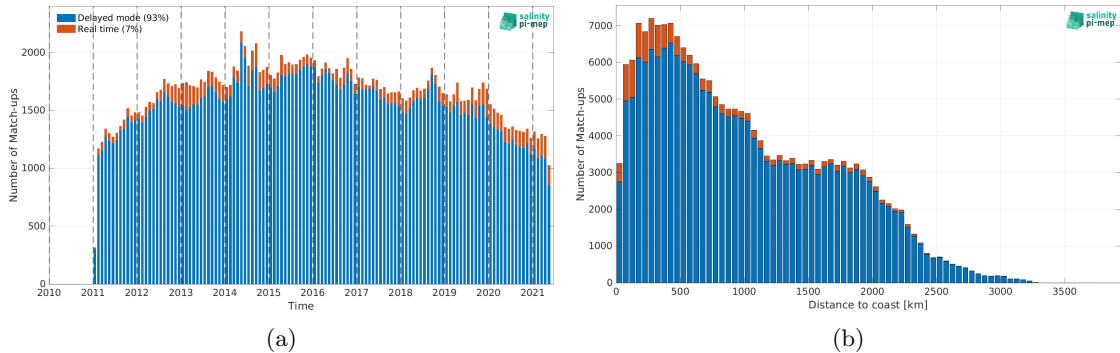 Delayed mode (93%)
Real time (7%)
salinity
pi-mep
Number of Match-ups
2000
1500
1000
500
0
2010 2011 2012 2013 2014 2015 2016 2017 2018 2019 2020 2021
Time
(a)
salinity
pi-mep
Number of Match-ups
7000
6000
5000
4000
3000
2000
1000
0
0 500 1000 1500 2000 2500 3000 3500
Distance to coast [km]
(b)